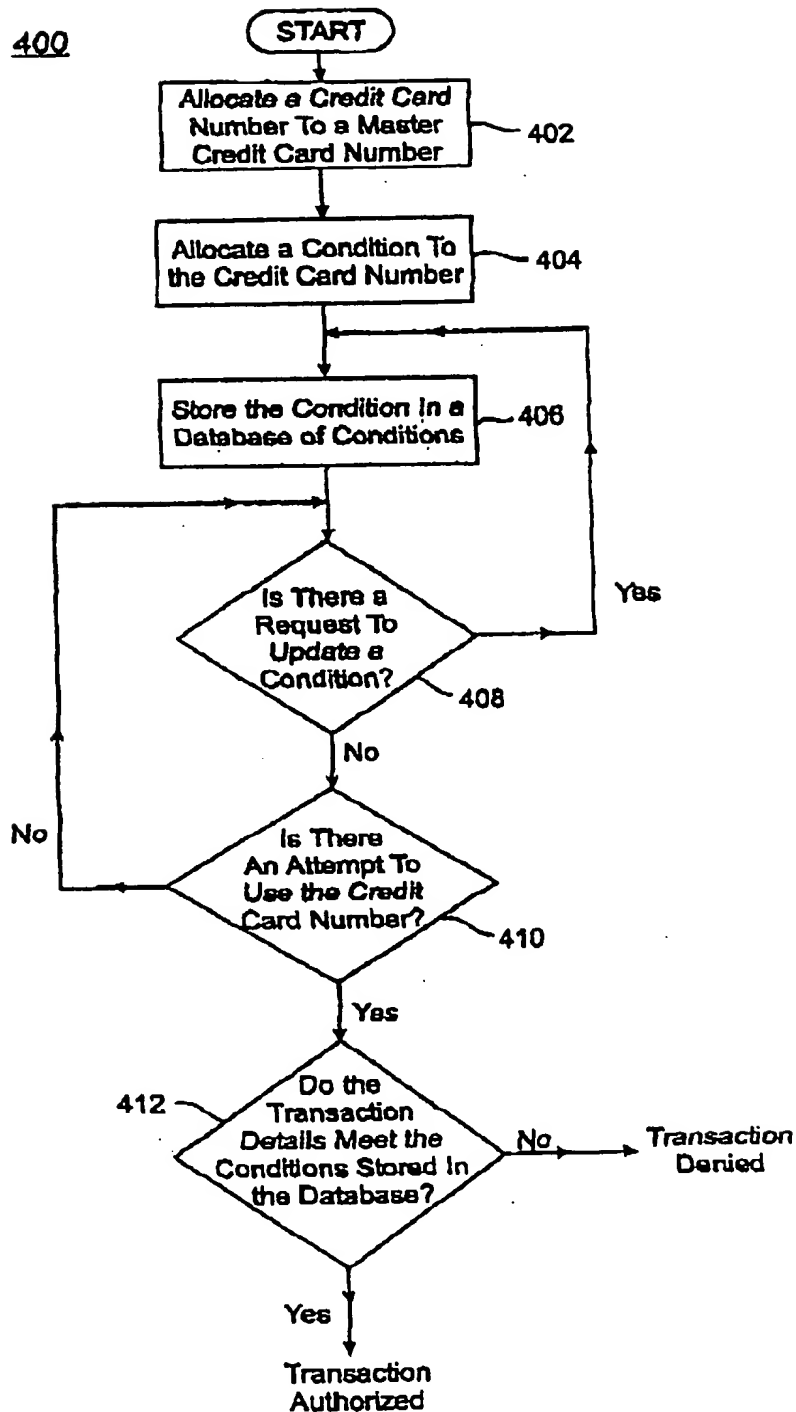 400
START
Allocate a Credit Card
Number To a Master
Credit Card Number
402
Allocate a Condition To
the Credit Card Number
404
Store the Condition In a
Database of Conditions
406
Is There a
Request To
Update a
Condition?
408
Yes
No
Is There
An Attempt To
Use the Credit
Card Number?
410
No
Yes
412
Do the
Transaction
Details Meet the
Conditions Stored In
the Database?
No
Transaction
Denied
Yes
Transaction
Authorized